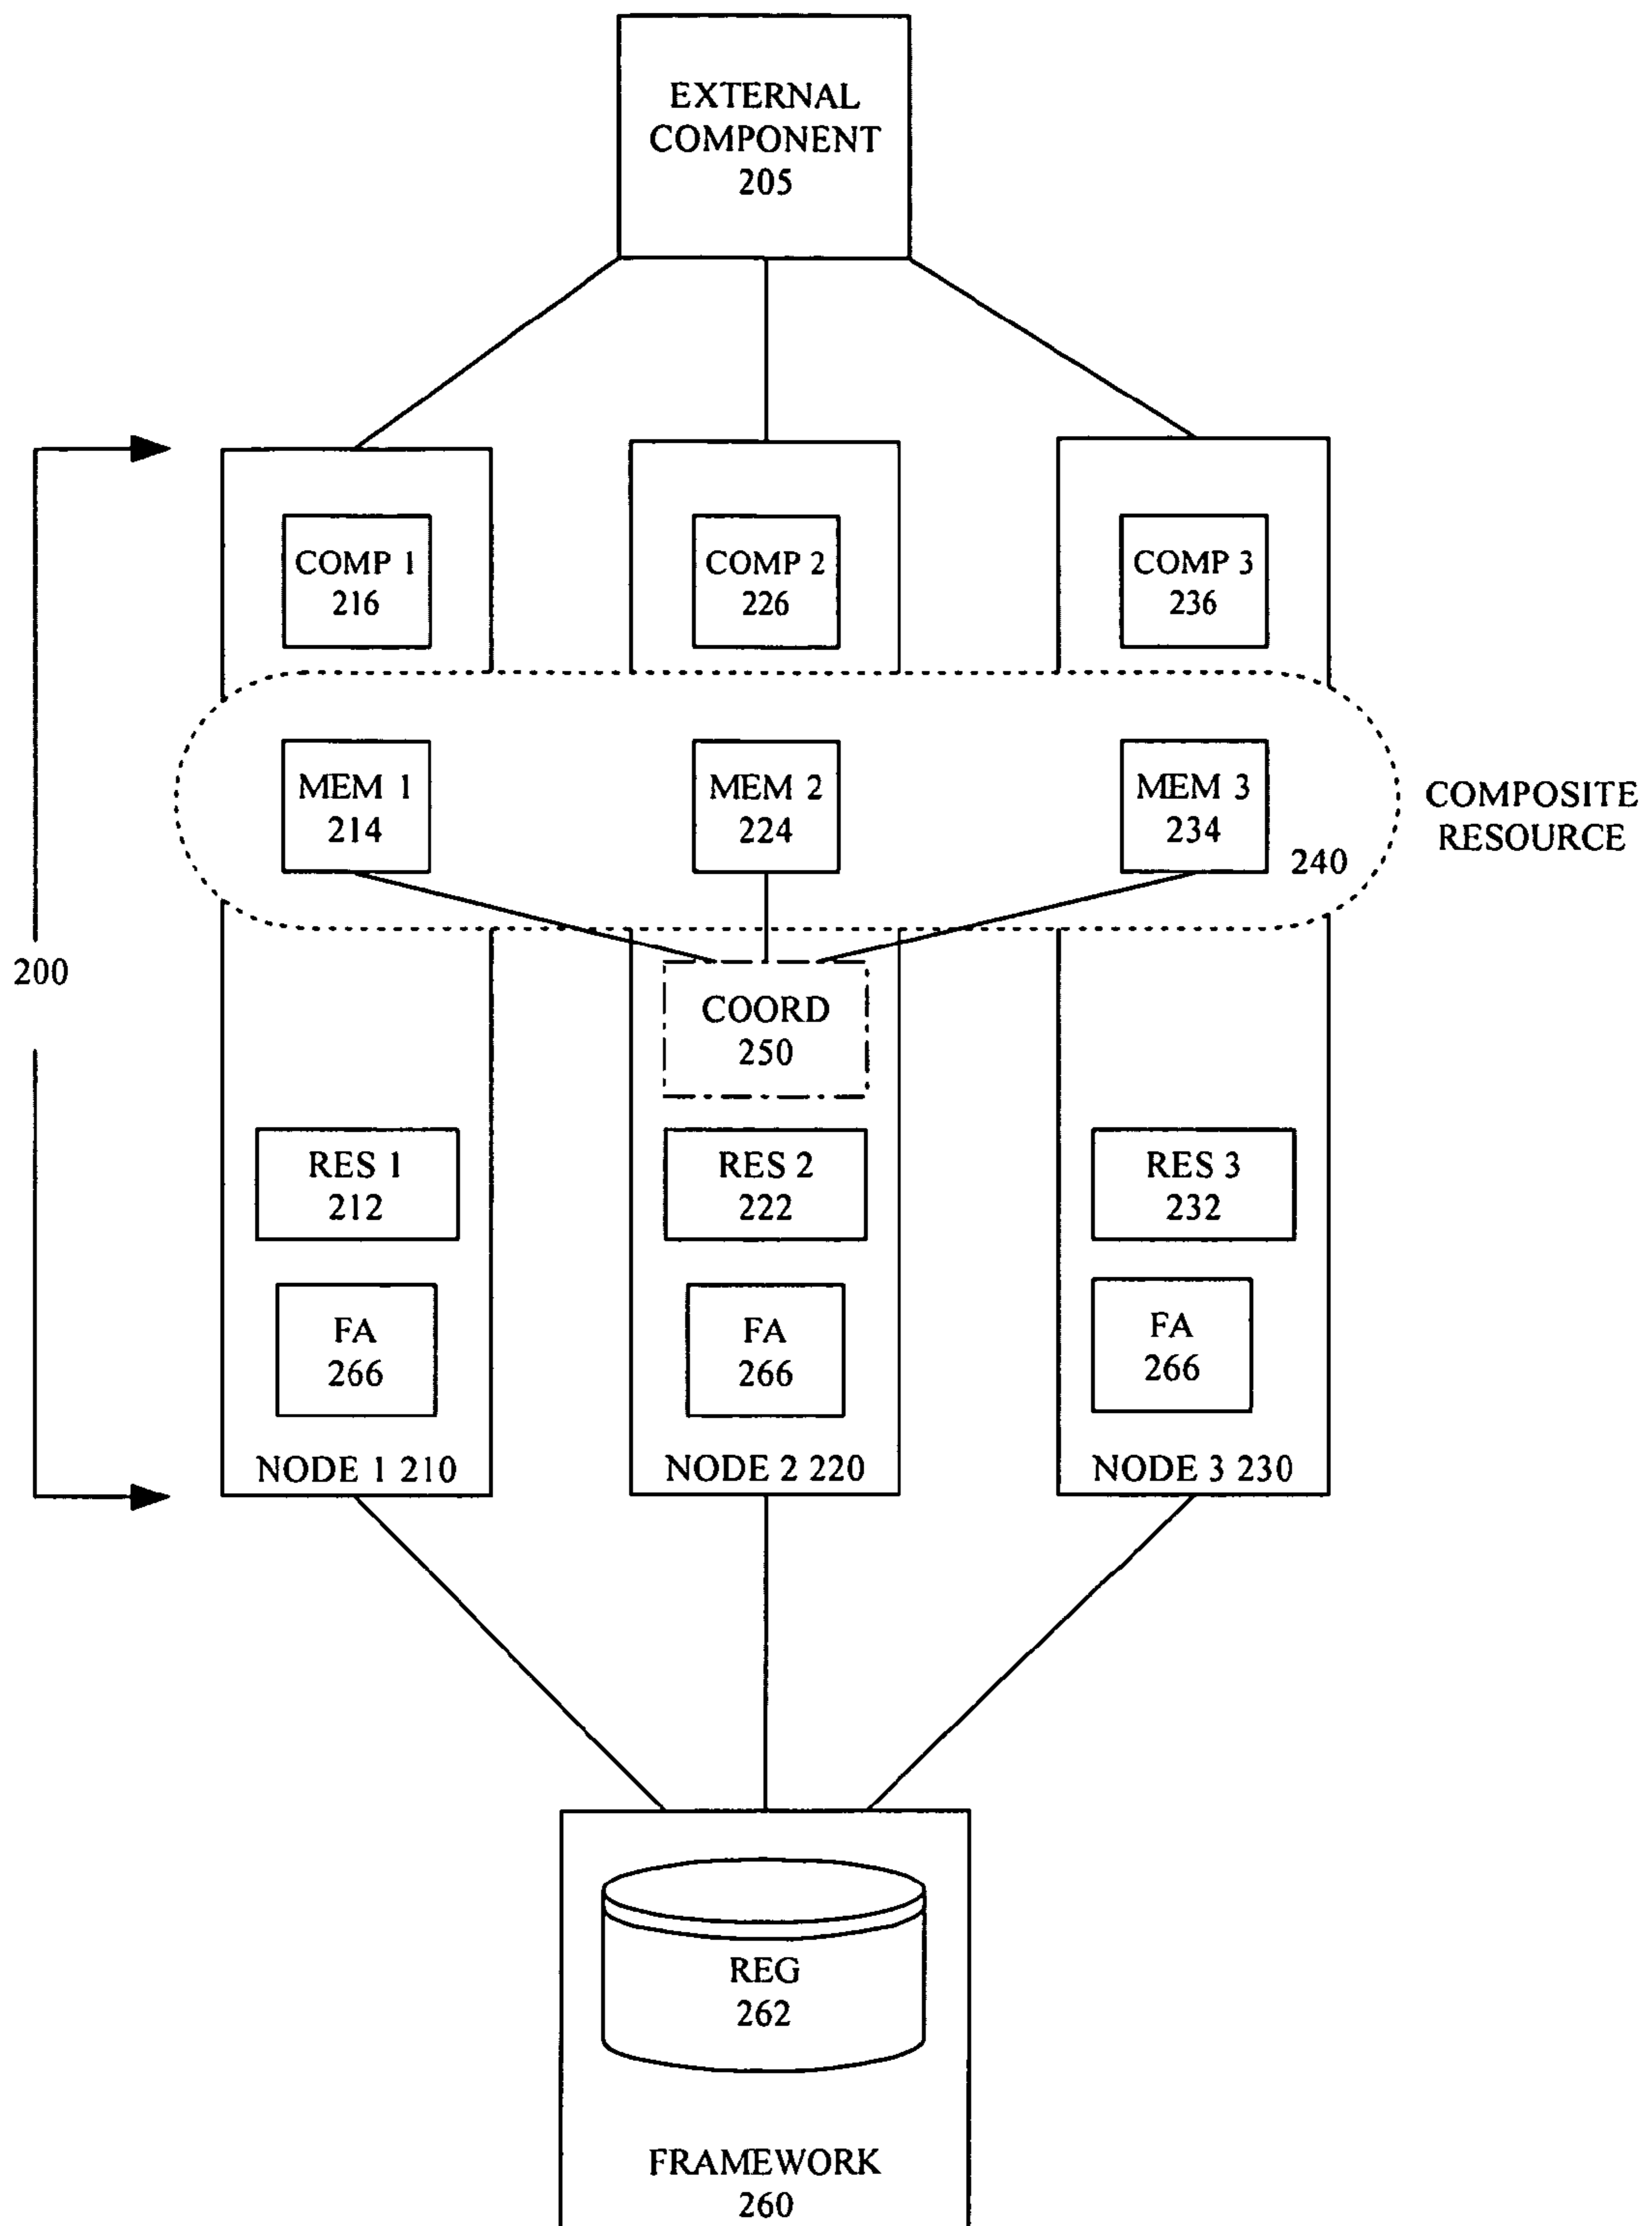 EXTERNAL
COMPONENT
205
COMP 1
216
COMP 2
226
COMP 3
236
MEM 1
214
MEM 2
224
MEM 3
234
240
COMPOSITE
RESOURCE
200
COORD
250
RES 1
212
RES 2
222
RES 3
232
FA
266
FA
266
FA
266
NODE 1 210
NODE 2 220
NODE 3 230
REG
262
FRAMEWORK
260